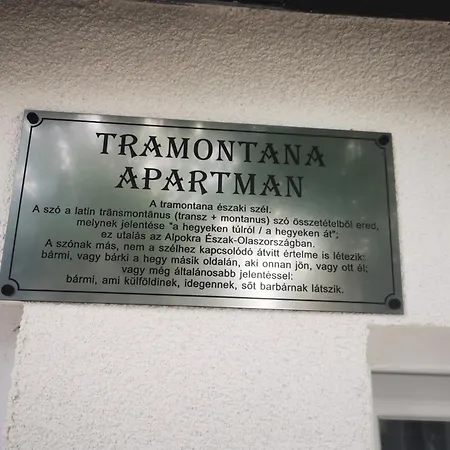 TRAMONTANA
APARTMAN
A tramontana északi szél.
A szó a latin trānsmontānus (transz + montanus) szó összetételből ered,
melynek jelentése "a hegyeken túlról / a hegyeken át";
ez utalás az Alpokra Észak-Olaszországban.
A szónak más, nem a szélhez kapcsolódó átvitt értelme is létezik:
bármi, vagy bárki a hegy másik oldalán, aki onnan jön, vagy ott él;
vagy még általánosabb jelentéssel:
bármi, ami külföldinek, idegennek, sőt barbárnak látszik.